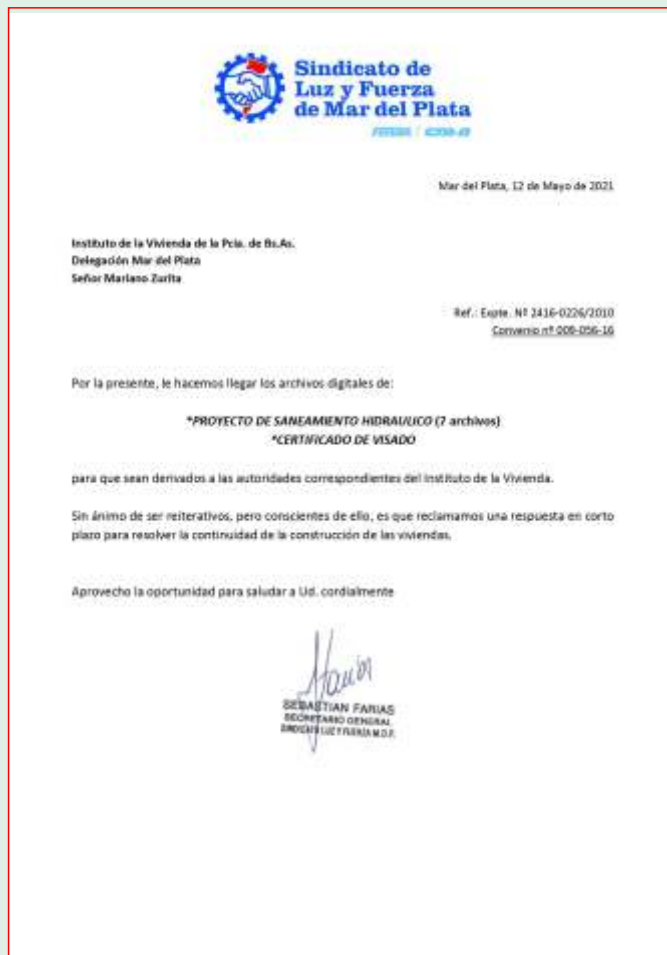 Sindicato de
Luz y Fuerza
de Mar del Plata
Mar del Plata, 12 de Mayo de 2021
Instituto de la Vivienda de la Pcia. de Bs.As.
Delegación Mar del Plata
Señor Mariano Zurita
Ref.: Expte. Nº 2416-0226/2010
Convenio nº 009-056-16
Por la presente, le hacemos llegar los archivos digitales de:
*PROYECTO DE SANEAMIENTO HIDRAULICO (7 archivos)
*CERTIFICADO DE VISADO
para que sean derivados a las autoridades correspondientes del Instituto de la Vivienda.
Sin ánimo de ser reiterativos, pero conscientes de ello, es que reclamamos una respuesta en corto
plazo para resolver la continuidad de la construcción de las viviendas.
Aprovecho la oportunidad para saludar a Ud. cordialmente
SEBASTIAN FARIAS
SECRETARIO GENERAL
SINDICATO LUZ Y FUERZA M.D.P.